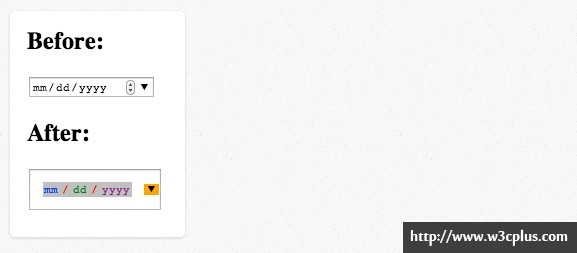 Before:
mm/dd/yyyy
After:
mm / dd / yyyy
http://www.w3cplus.com